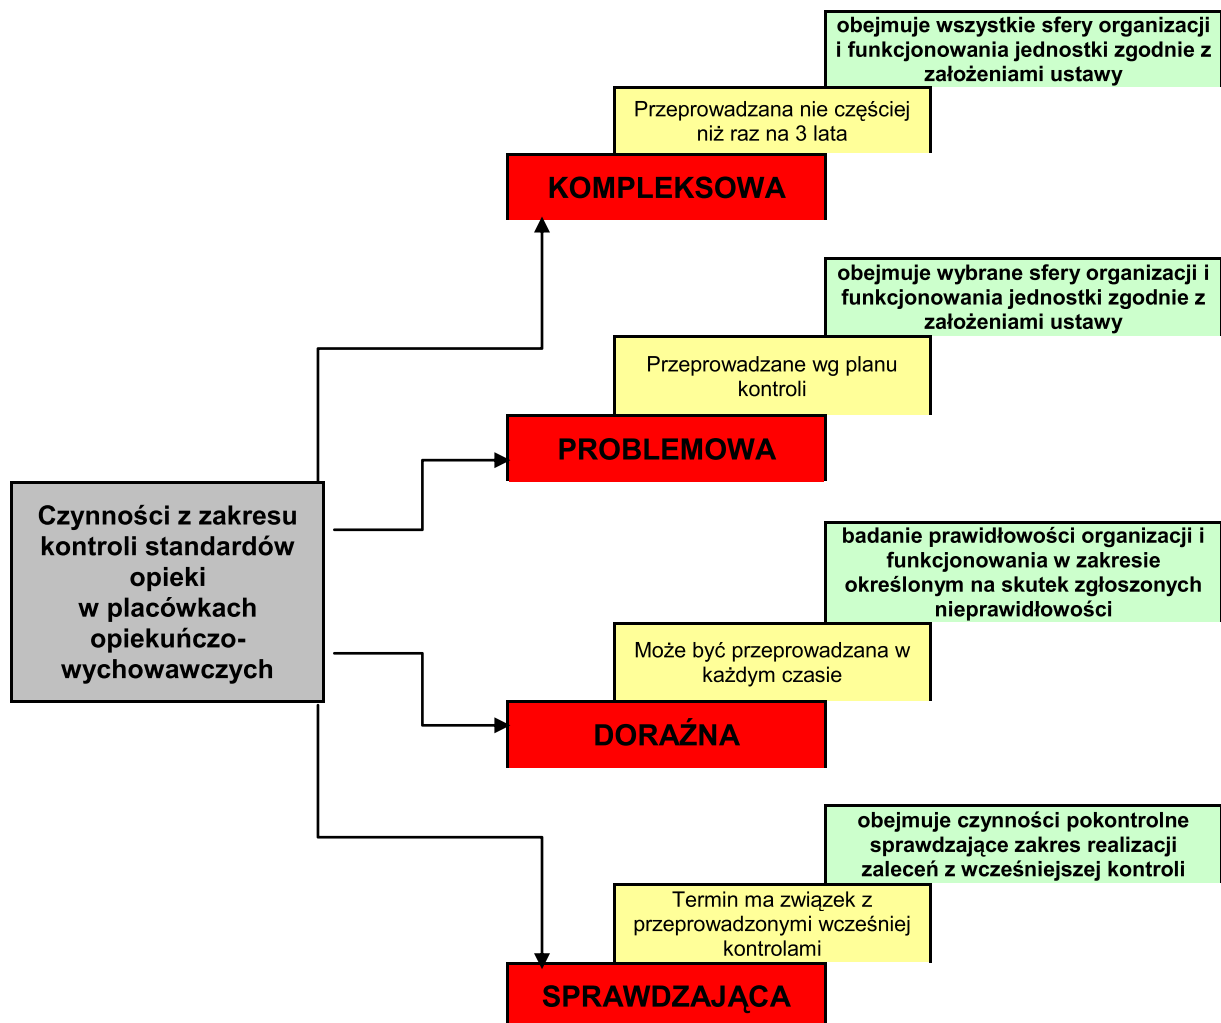 obejmuje wszystkie sfery organizacji
i funkcjonowania jednostki zgodnie z
założeniami ustawy
Przeprowadzana nie częściej
niż raz na 3 lata
KOMPLEKSOWA
obejmuje wybrane sfery organizacji i
funkcjonowania jednostki zgodnie z
założeniami ustawy
Przeprowadzane wg planu
kontroli
PROBLEMOWA
Czynności z zakresu
kontroli standardów
opieki
w placówkach
opiekuńczo-
wychowawczych
badanie prawidłowości organizacji i
funkcjonowania w zakresie
określonym na skutek zgłoszonych
nieprawidłowości
Może być przeprowadzana w
każdym czasie
DORAŹNA
obejmuje czynności pokontrolne
sprawdzające zakres realizacji
zaleceń z wcześniejszej kontroli
Termin ma związek z
przeprowadzonymi wcześniej
kontrolami
SPRAWDZAJĄCA